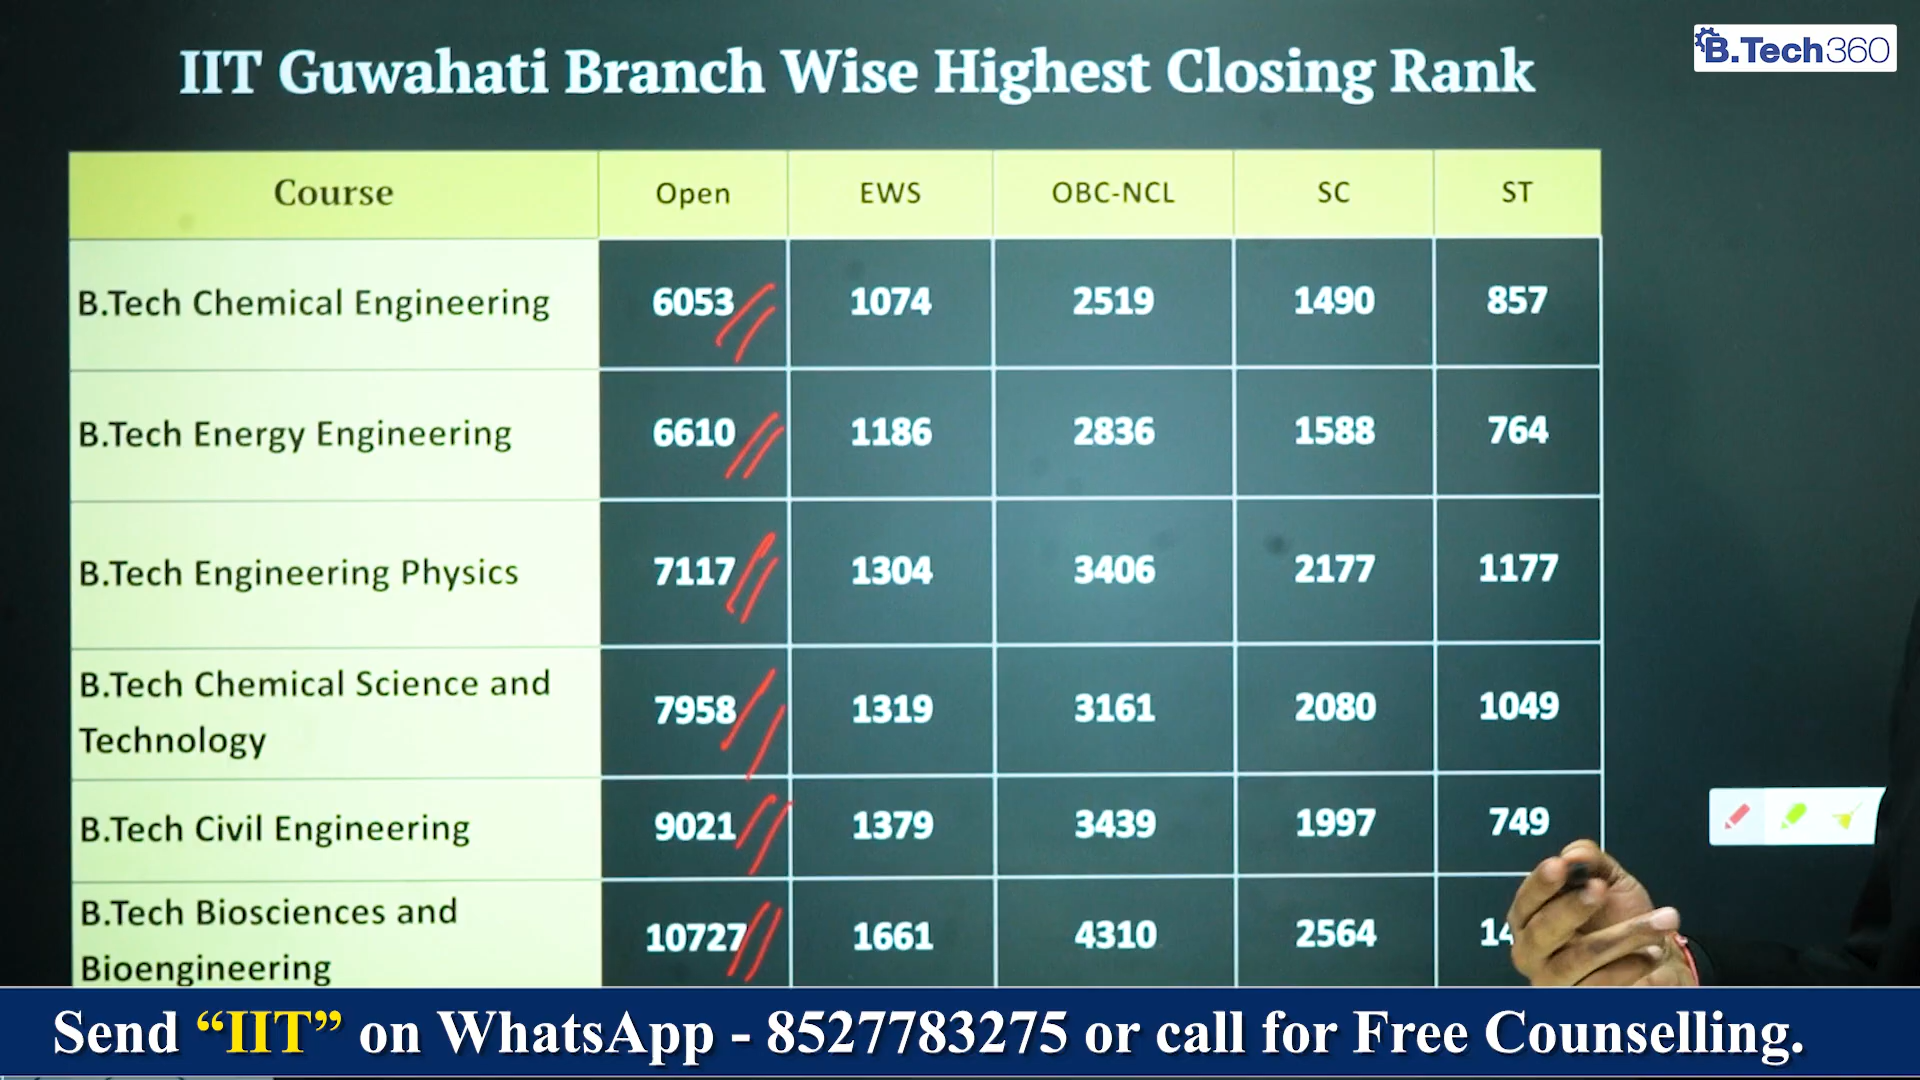 IIT Guwahati Branch Wise Highest Closing Rank
B.Tech360
Course Open EWS OBC-NCL SC ST
B.Tech Chemical Engineering 6053 1074 2519 1490 857
B.Tech Energy Engineering 6610 1186 2836 1588 764
B.Tech Engineering Physics 7117 1304 3406 2177 1177
B.Tech Chemical Science and
Technology 7958 1319 3161 2080 1049
B.Tech Civil Engineering 9021 1379 3439 1997 749
B.Tech Biosciences and
Bioengineering 10727 1661 4310 2564
Send “IIT” on WhatsApp - 8527783275 or call for Free Counselling.